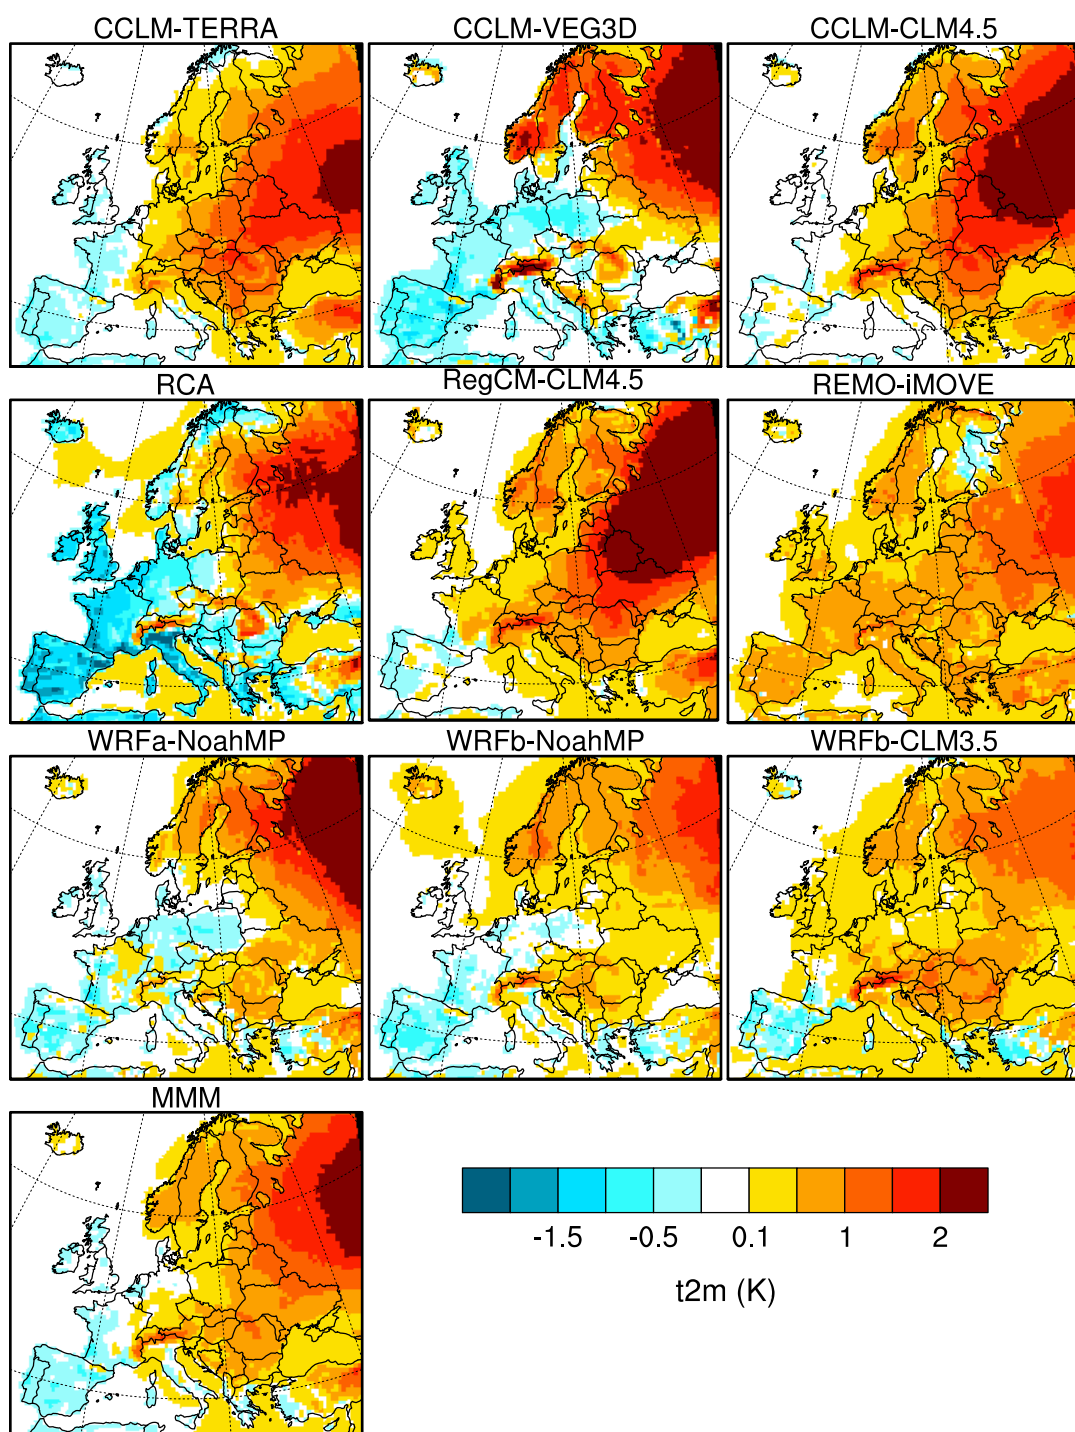 CCLM-TERRA CCLM-VEG3D CCLM-CLM4.5
RCA RegCM-CLM4.5 REMO-iMOVE
WRFa-NoahMP WRFb-NoahMP WRFb-CLM3.5
MMM
-1.5 -0.5 0.1 1 2
t2m (K)